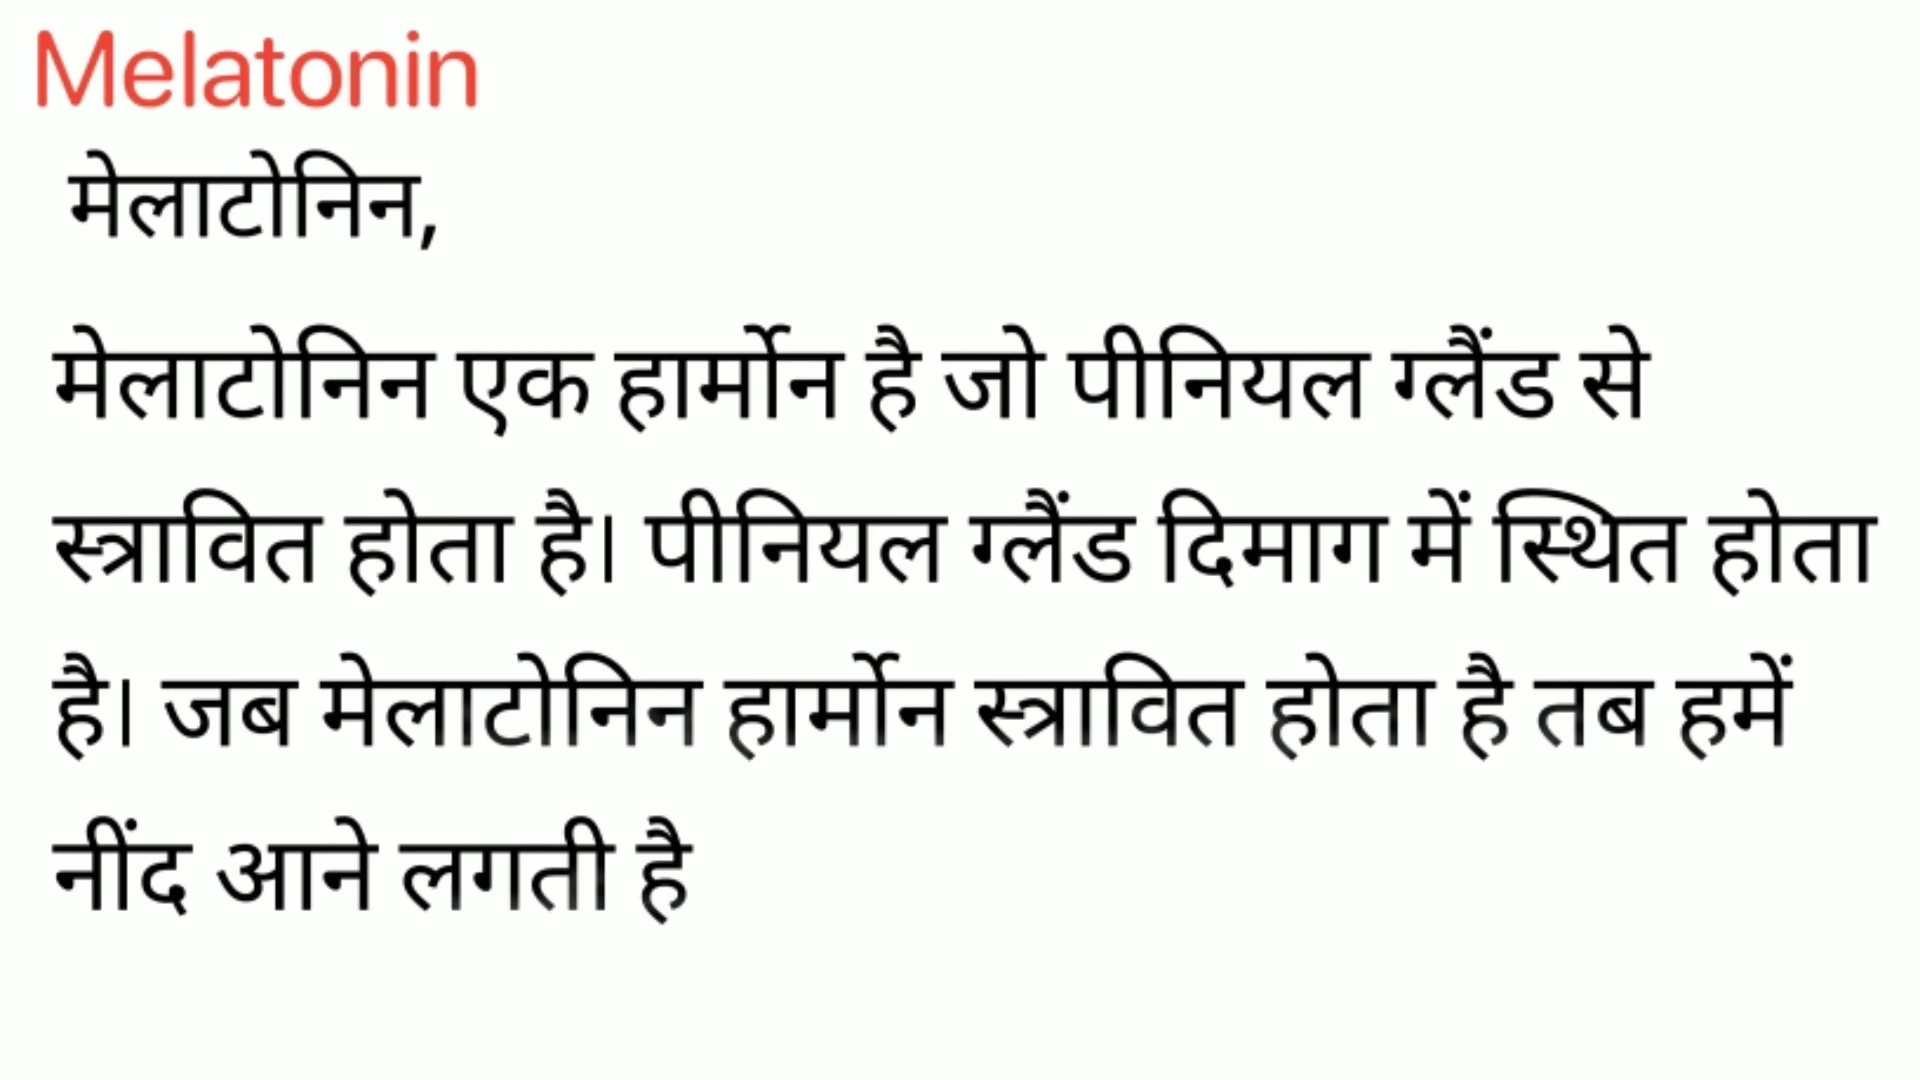 Melatonin
मेलाटोनिन,
मेलाटोनिन एक हार्मोन है जो पीनियल ग्लैंड से
स्त्रावित होता है। पीनियल ग्लैंड दिमाग में स्थित होता
है। जब मेलाटोनिन हार्मोन स्त्रावित होता है तब हमें
नींद आने लगती है